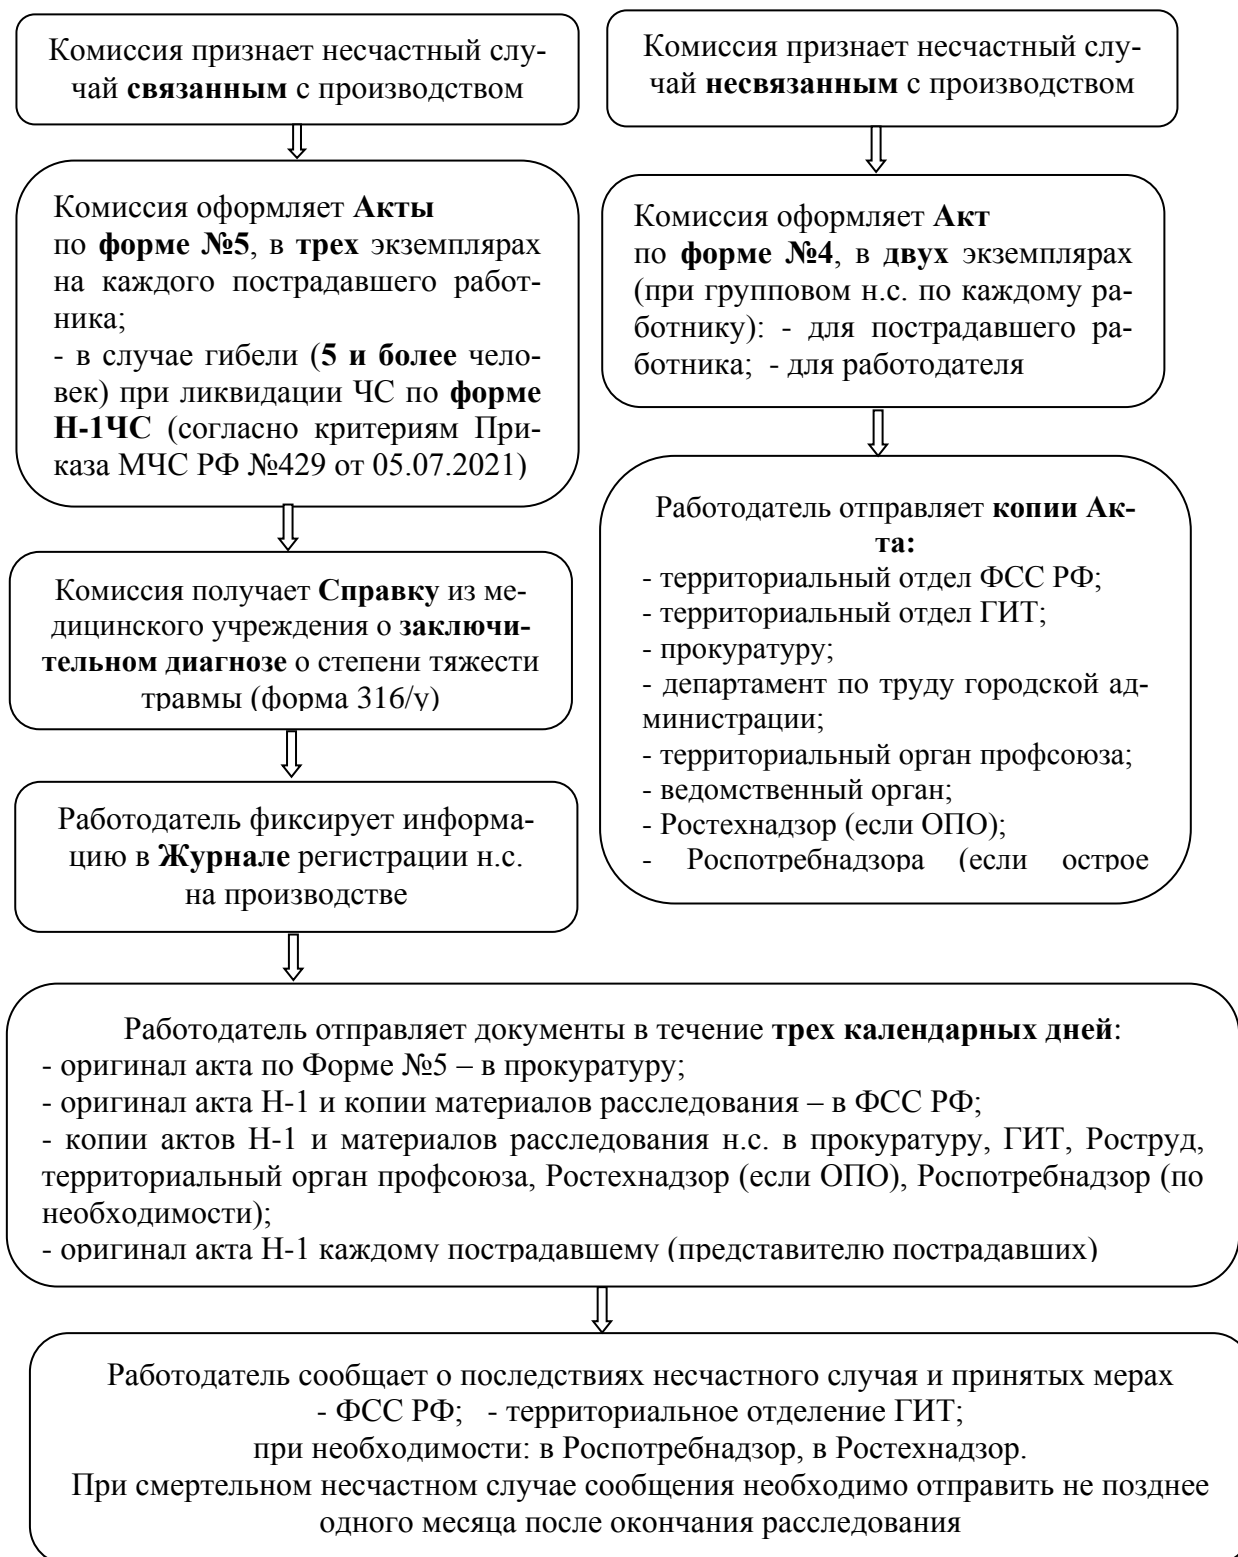 Комиссия признает несчастный слу-
чай связанным с производством
Комиссия признает несчастный слу-
чай несвязанным с производством
Комиссия оформляет Акты
по форме №5, в трех экземплярах
на каждого пострадавшего работ-
ника;
- в случае гибели (5 и более чело-
век) при ликвидации ЧС по форме
Н-1ЧС (согласно критериям При-
каза МЧС РФ №429 от 05.07.2021)
Комиссия оформляет Акт
по форме №4, в двух экземплярах
(при групповом н.с. по каждому ра-
ботнику): - для пострадавшего ра-
ботника; - для работодателя
Комиссия получает Справку из ме-
дицинского учреждения о заключи-
тельном диагнозе о степени тяжести
травмы (форма 316/у)
Работодатель отправляет копии Ак-
та:
- территориальный отдел ФСС РФ;
- территориальный отдел ГИТ;
- прокуратуру;
- департамент по труду городской ад-
министрации;
- территориальный орган профсоюза;
- ведомственный орган;
- Ростехнадзор (если ОПО);
- Роспотребнадзора (если острое
Работодатель фиксирует информа-
цию в Журнале регистрации н.с.
на производстве
Работодатель отправляет документы в течение трех календарных дней:
- оригинал акта по Форме №5 – в прокуратуру;
- оригинал акта Н-1 и копии материалов расследования – в ФСС РФ;
- копии актов Н-1 и материалов расследования н.с. в прокуратуру, ГИТ, Роструд,
территориальный орган профсоюза, Ростехнадзор (если ОПО), Роспотребнадзор (по
необходимости);
- оригинал акта Н-1 каждому пострадавшему (представителю пострадавших)
Работодатель сообщает о последствиях несчастного случая и принятых мерах
- ФСС РФ; - территориальное отделение ГИТ;
при необходимости: в Роспотребнадзор, в Ростехнадзор.
При смертельном несчастном случае сообщения необходимо отправить не позднее
одного месяца после окончания расследования